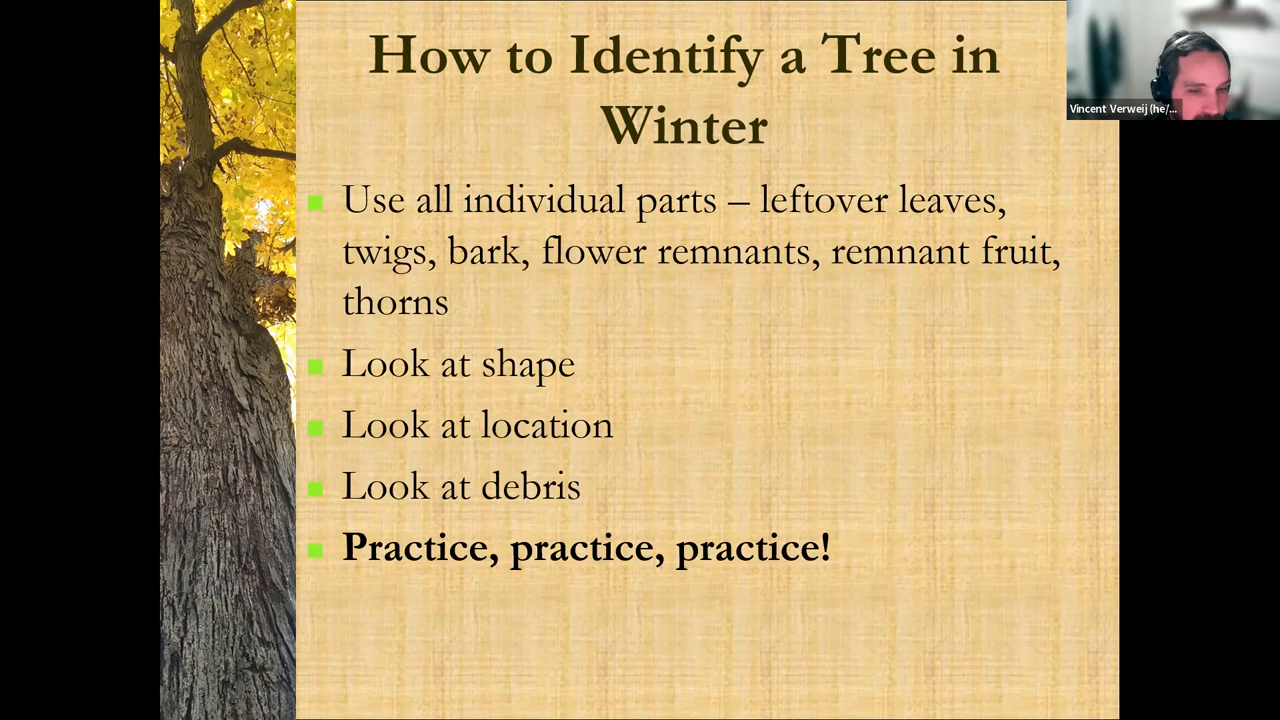 How to Identify a Tree in
Winter
Use all individual parts – leftover leaves,
twigs, bark, flower remnants, remnant fruit,
thorns
Look at shape
Look at location
Look at debris
Practice, practice, practice!
Vincent Verweij (he/...